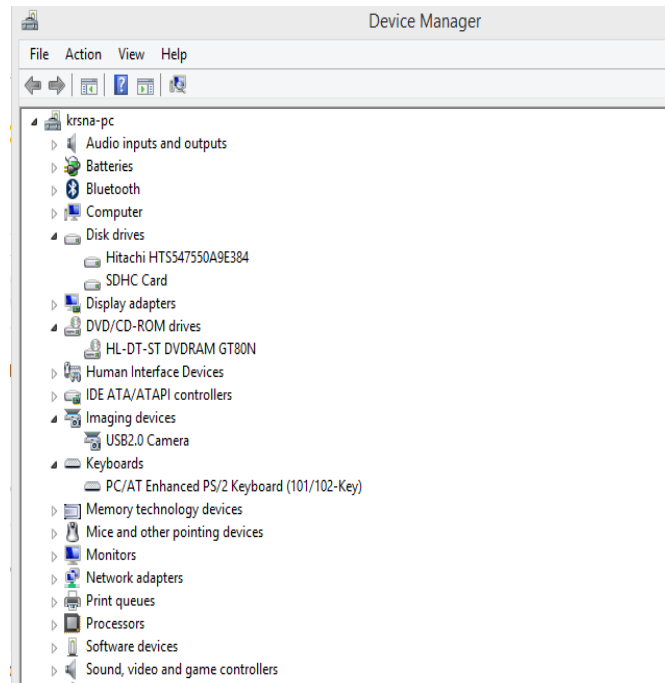 Device Manager
File Action View Help
krsna-pc
Audio inputs and outputs
Batteries
Bluetooth
Computer
Disk drives
Hitachi HTS547550A9E384
SDHC Card
Display adapters
DVD/CD-ROM drives
HL-DT-ST DVDRAM GT80N
Human Interface Devices
IDE ATA/ATAPI controllers
Imaging devices
USB2.0 Camera
Keyboards
PC/AT Enhanced PS/2 Keyboard (101/102-Key)
Memory technology devices
Mice and other pointing devices
Monitors
Network adapters
Print queues
Processors
Software devices
Sound, video and game controllers